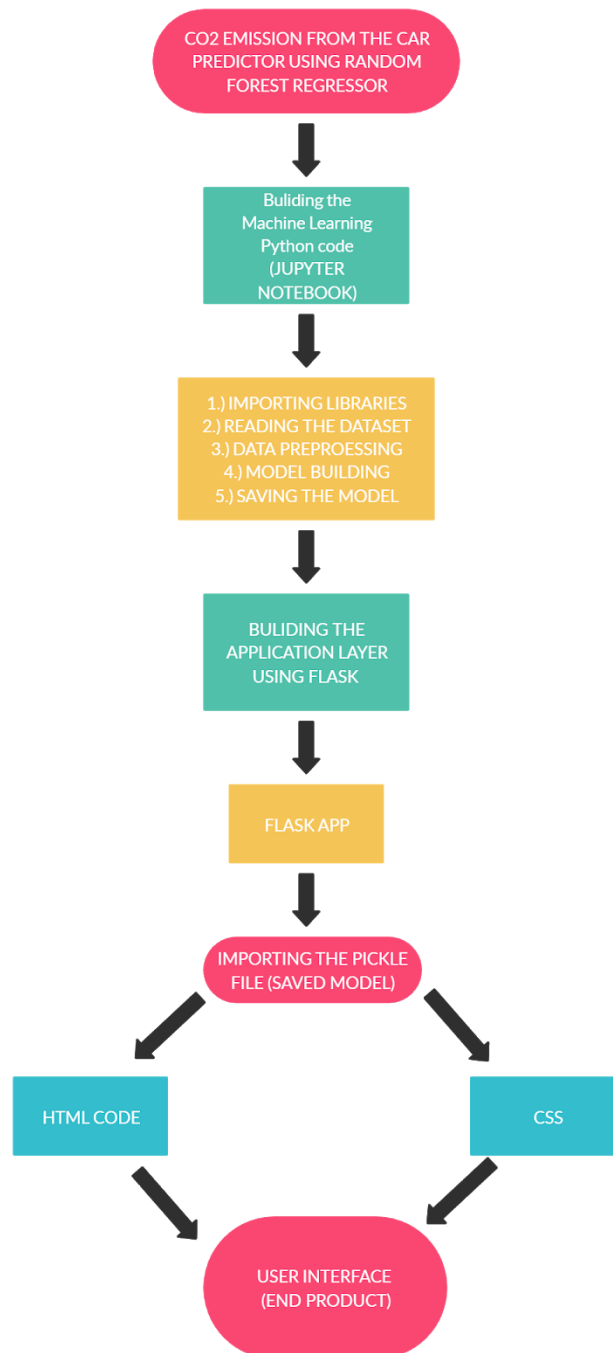 CO2 EMISSION FROM THE CAR
PREDICTOR USING RANDOM
FOREST REGRESSOR
Buliding the
Machine Learning
Python code
(JUPYTER
NOTEBOOK)
1.) IMPORTING LIBRARIES
2.) READING THE DATASET
3.) DATA PREPROESSING
4.) MODEL BUILDING
5.) SAVING THE MODEL
BULIDING THE
APPLICATION LAYER
USING FLASK
FLASK APP
IMPORTING THE PICKLE
FILE (SAVED MODEL)
HTML CODE
CSS
USER INTERFACE
(END PRODUCT)